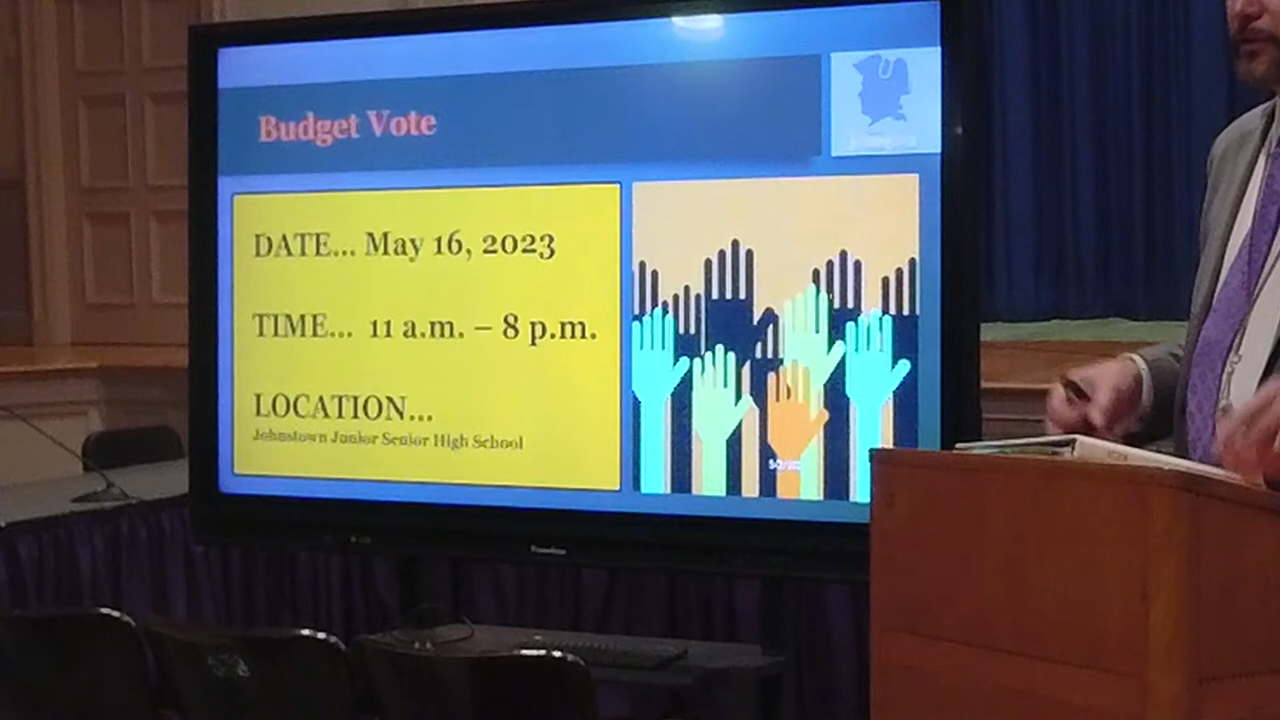 Budget Vote
DATE... May 16, 2023
TIME... 11 a.m. – 8 p.m.
LOCATION...
Johnstown Junior Senior High School